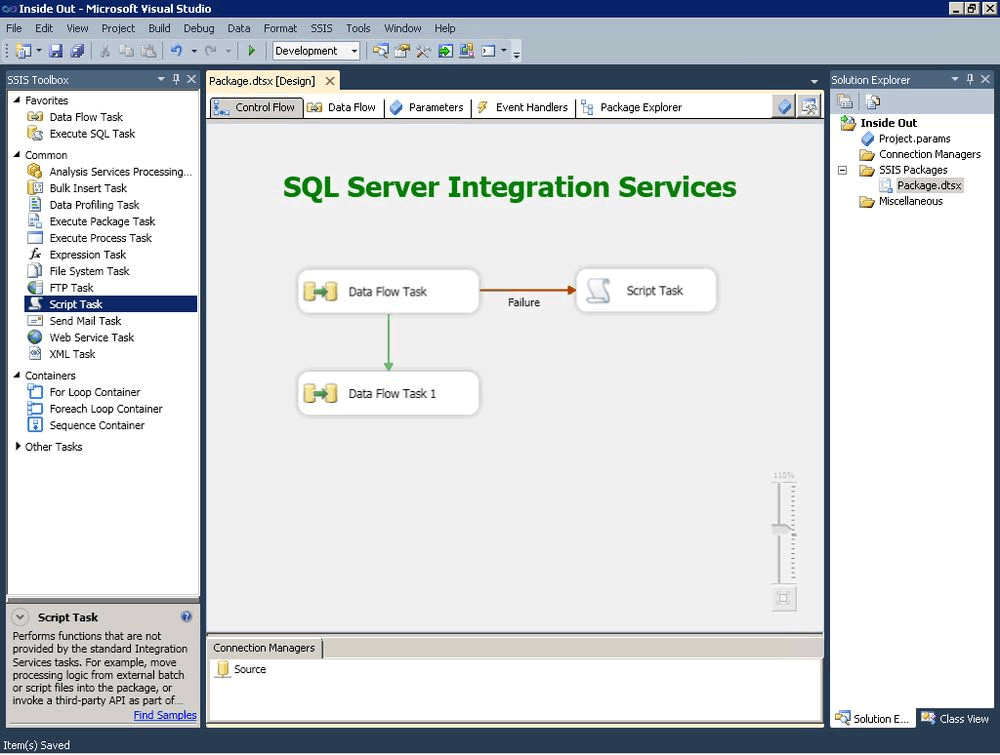 Inside Out - Microsoft Visual Studio
File Edit View Project Build Debug Data Format SSIS Tools Window Help
Development
SSIS Toolbox
Favorites
Data Flow Task
Execute SQL Task
Common
Analysis Services Processing...
Bulk Insert Task
Data Profiling Task
Execute Package Task
Execute Process Task
Expression Task
File System Task
FTP Task
Script Task
Send Mail Task
Web Service Task
XML Task
Containers
For Loop Container
Foreach Loop Container
Sequence Container
Other Tasks
Script Task
Performs functions that are not
provided by the standard Integration
Services tasks. For example, move
processing logic from external batch
or script files into the package, or
invoke a third-party API as part of...
Find Samples
Package.dtsx [Design]
Control Flow Data Flow Parameters Event Handlers Package Explorer
SQL Server Integration Services
Data Flow Task
Failure
Script Task
Data Flow Task 1
110%
Connection Managers
Source
Solution Explorer
Inside Out
Project.params
Connection Managers
SSIS Packages
Package.dtsx
Miscellaneous
Solution E... Class View
Item(s) Saved